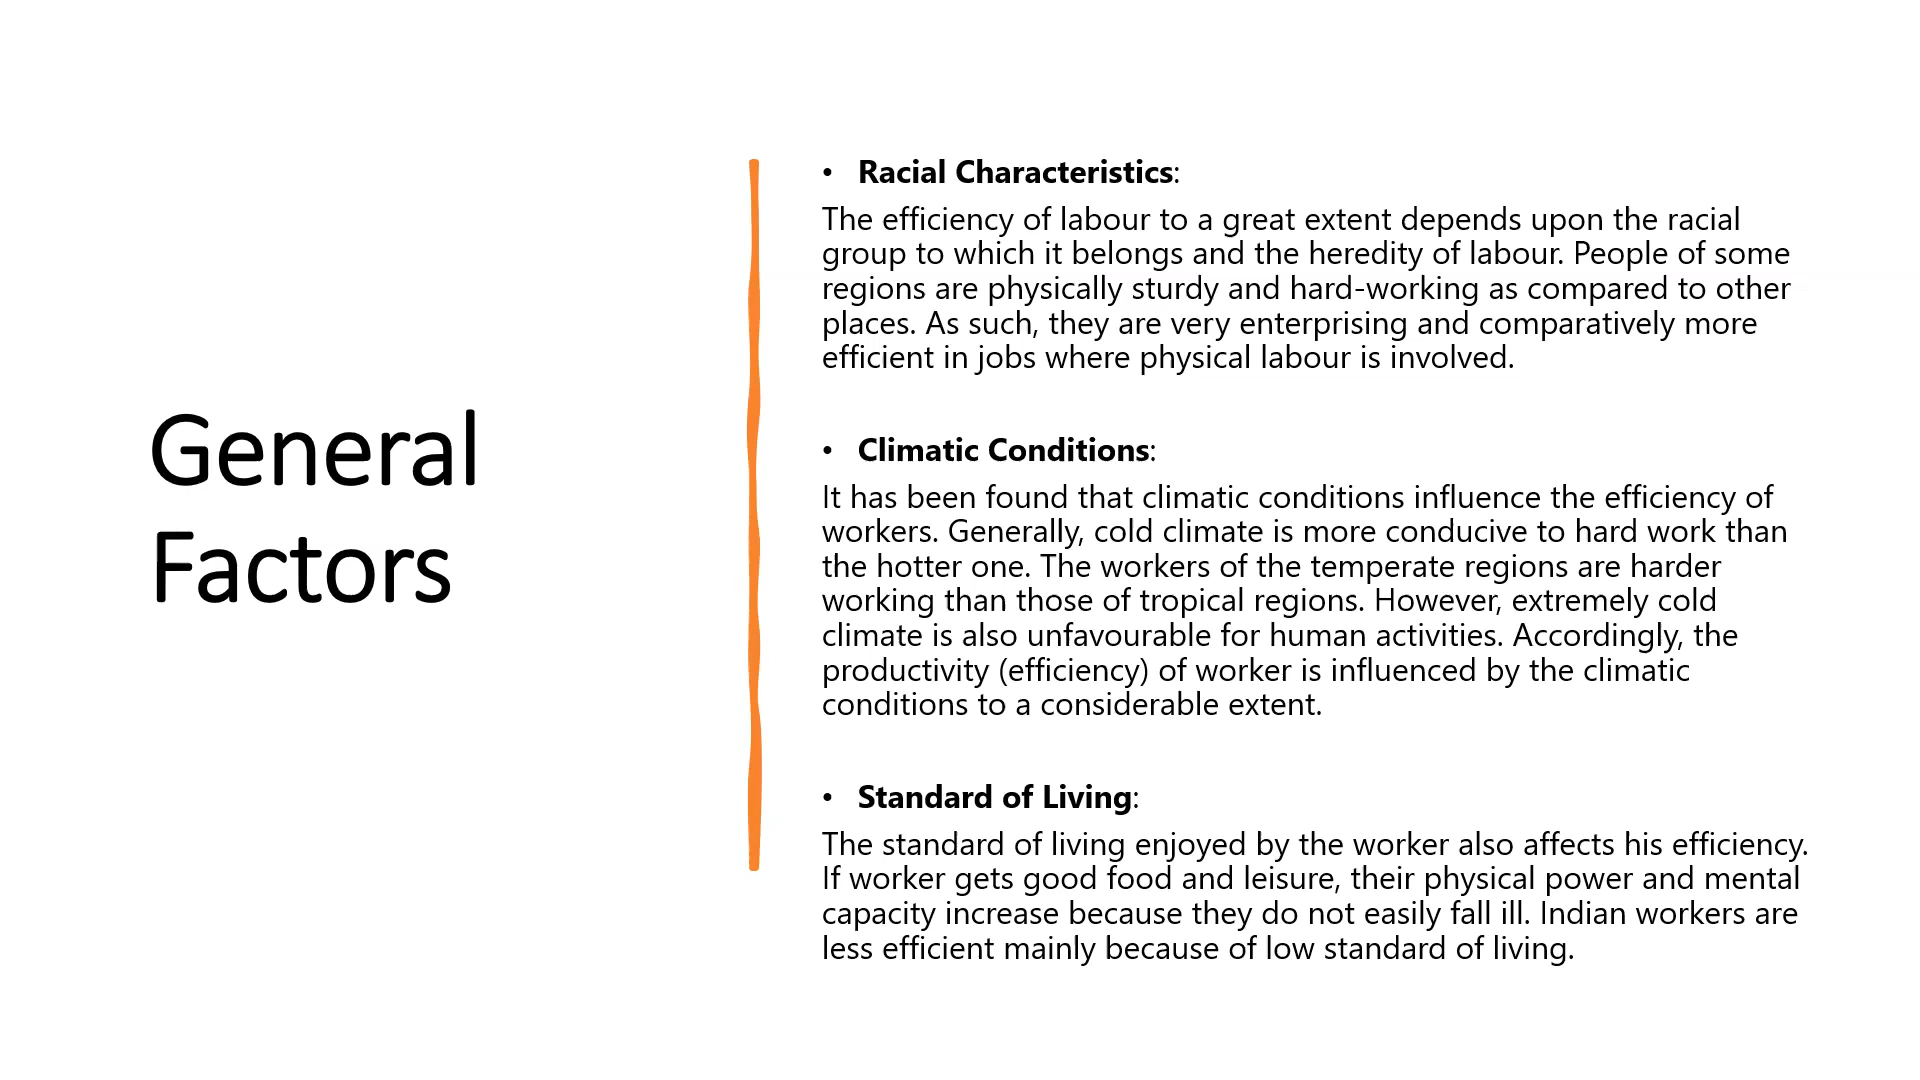 General
Factors
• Racial Characteristics:
The efficiency of labour to a great extent depends upon the racial
group to which it belongs and the heredity of labour. People of some
regions are physically sturdy and hard-working as compared to other
places. As such, they are very enterprising and comparatively more
efficient in jobs where physical labour is involved.
• Climatic Conditions:
It has been found that climatic conditions influence the efficiency of
workers. Generally, cold climate is more conducive to hard work than
the hotter one. The workers of the temperate regions are harder
working than those of tropical regions. However, extremely cold
climate is also unfavourable for human activities. Accordingly, the
productivity (efficiency) of worker is influenced by the climatic
conditions to a considerable extent.
• Standard of Living:
The standard of living enjoyed by the worker also affects his efficiency.
If worker gets good food and leisure, their physical power and mental
capacity increase because they do not easily fall ill. Indian workers are
less efficient mainly because of low standard of living.